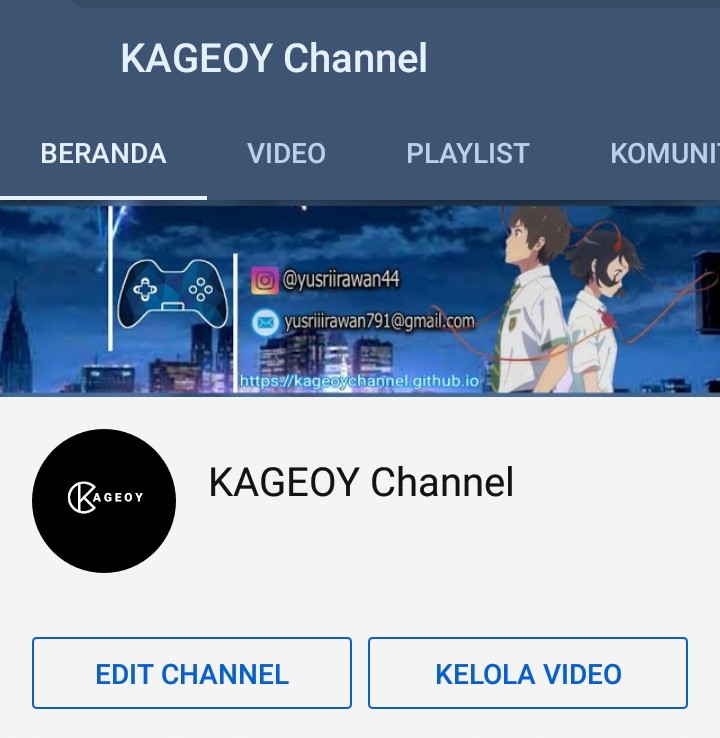 KAGEOY Channel
BERANDA VIDEO PLAYLIST KOMUNI
@yusriirawan44
yusriiirawan791@gmail.com
https://kageoychannel.github.io
KAGEOY
KAGEOY Channel
EDIT CHANNEL KELOLA VIDEO